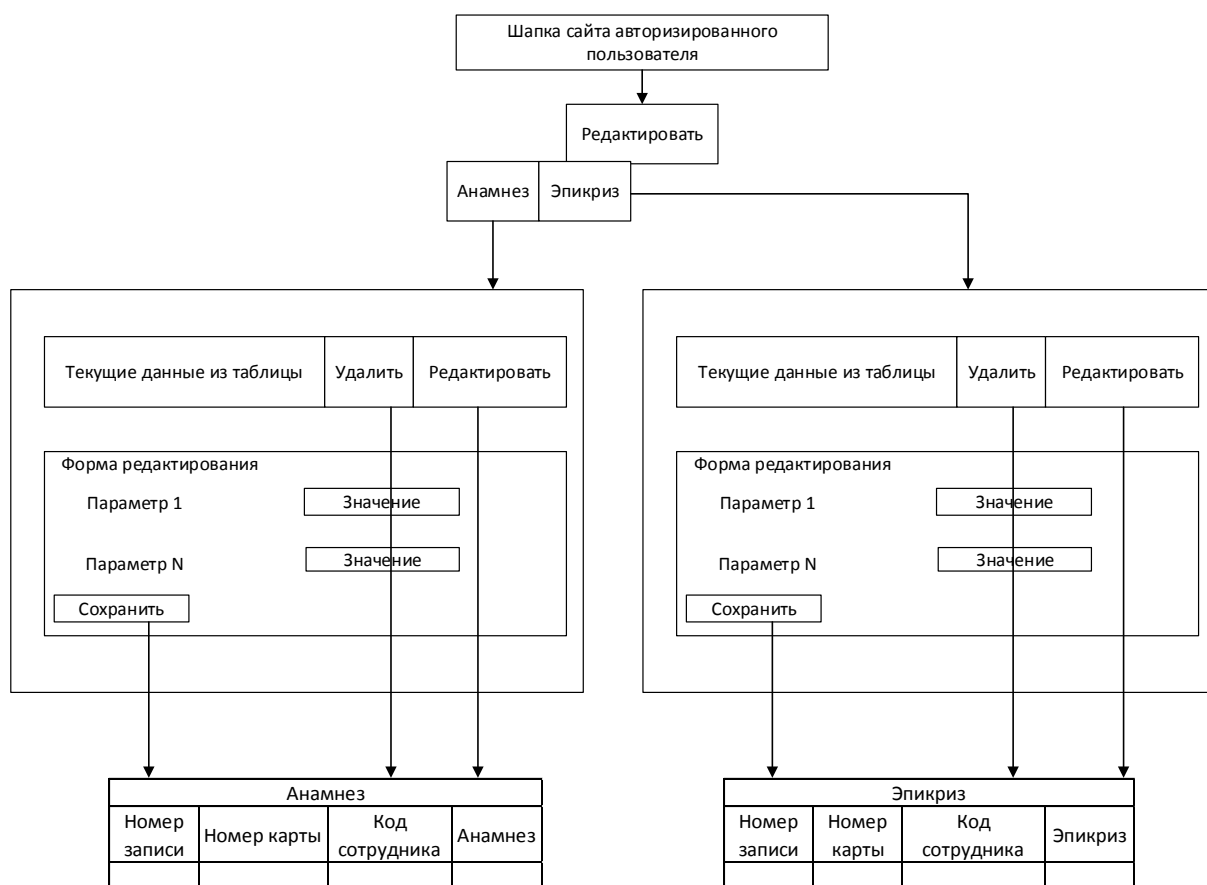 Шапка сайта авторизированного
пользователя
Редактировать
Анамнез
Эпикриз
Текущие данные из таблицы
Удалить
Редактировать
Форма редактирования
Параметр 1
Значение
Параметр N
Значение
Сохранить
Текущие данные из таблицы
Удалить
Редактировать
Форма редактирования
Параметр 1
Значение
Параметр N
Значение
Сохранить
Анамнез
Номер
записи
Номер карты
Код
сотрудника
Анамнез
Эпикриз
Номер
записи
Номер
карты
Код
сотрудника
Эпикриз